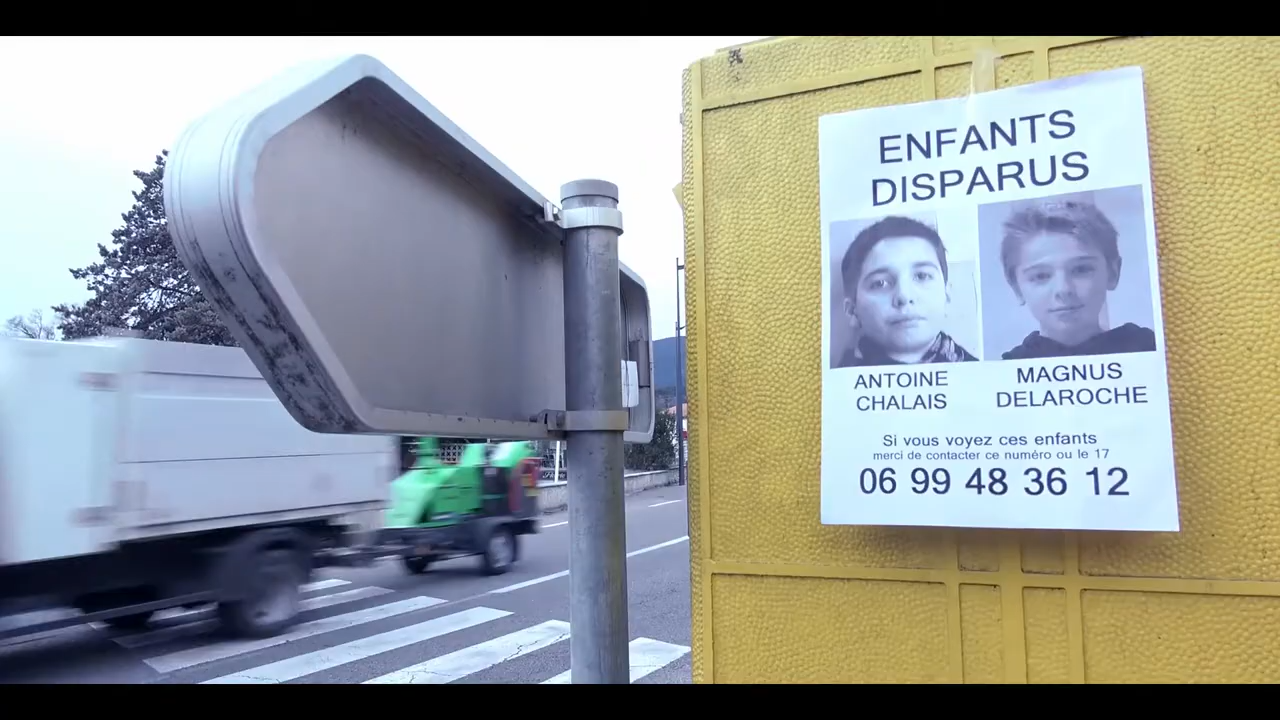 ENFANTS
DISPARUS
ANTOINE
CHALAIS
MAGNUS
DELAROCHE
Si vous voyez ces enfants
merci de contacter ce numéro ou le 17
06 99 48 36 12